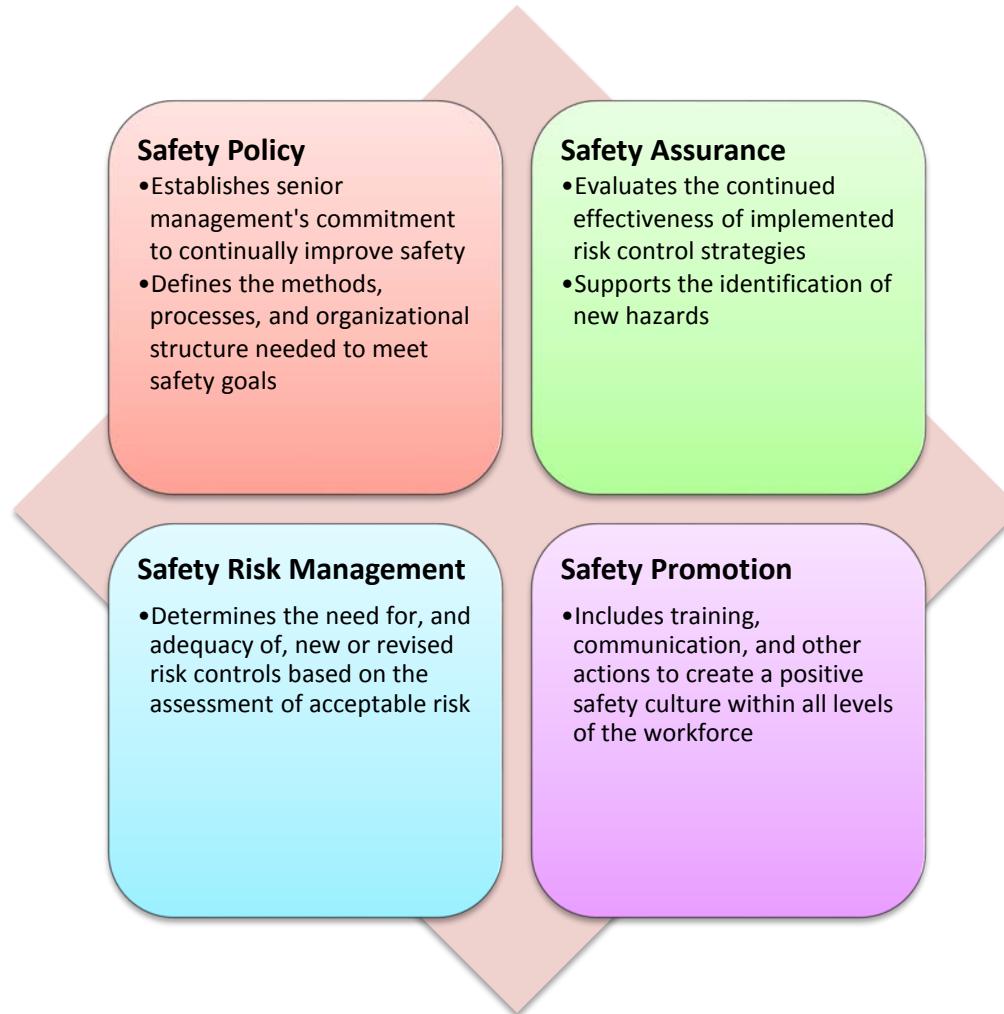 Safety Policy
•Establishes senior
management's commitment
to continually improve safety
•Defines the methods,
processes, and organizational
structure needed to meet
safety goals
Safety Assurance
•Evaluates the continued
effectiveness of implemented
risk control strategies
•Supports the identification of
new hazards
Safety Risk Management
•Determines the need for, and
adequacy of, new or revised
risk controls based on the
assessment of acceptable risk
Safety Promotion
•Includes training,
communication, and other
actions to create a positive
safety culture within all levels
of the workforce